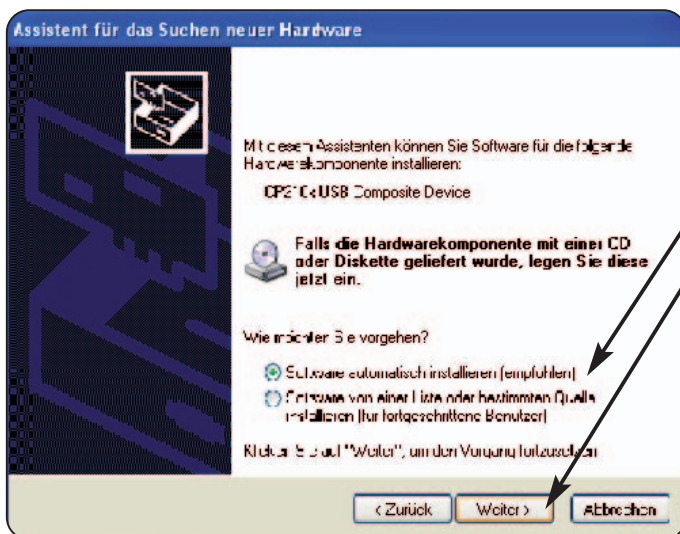 Assistent für das Suchen neuer Hardware
Mit diesem Assistenten können Sie Software für die folgende
Hardwarekomponente installieren:
CP210x USB Composite Device
Falls die Hardwarekomponente mit einer CD
oder Diskette geliefert wurde, legen Sie diese
jetzt ein.
Wie möchten Sie vorgehen?
Software automatisch installieren (empfohlen)
Software von einer Liste oder bestimmten Quelle
installieren (für fortgeschrittene Benutzer)
Klicken Sie auf "Weiter", um den Vorgang fortzusetzen.
< Zurück
Weiter >
Abbrechen